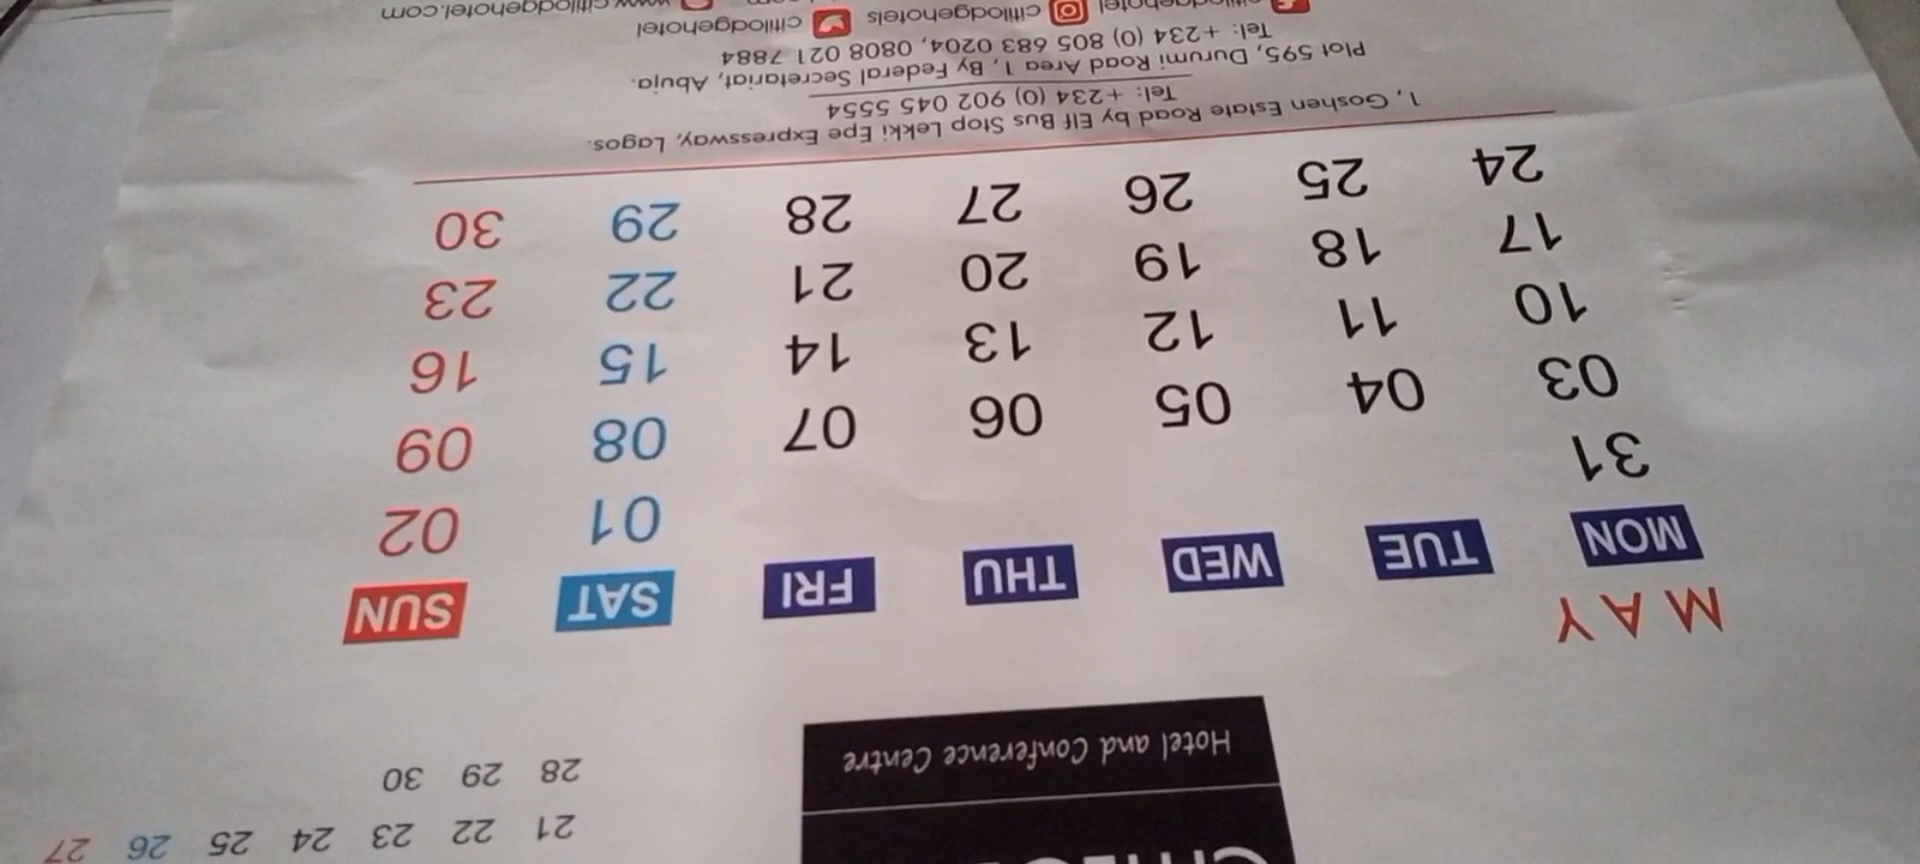 21 22 23 24 25 26 27
28 29 30
Hotel and Conference Centre
MAY
MON TUE WED THU FRI SAT SUN
31 01 02
03 04 05 06 07 08 09
10 11 12 13 14 15 16
17 18 19 20 21 22 23
24 25 26 27 28 29 30
1, Goshen Estate Road by Elf Bus Stop Lekki Epe Expressway, Lagos.
Tel: +234 (0) 902 045 5554
Plot 595, Durumi Road Area 1, By Federal Secretariat, Abuja.
Tel: +234 (0) 805 683 0204, 0808 021 7884
citilodgehotels citilodgehotel
www.citilodgehotel.com